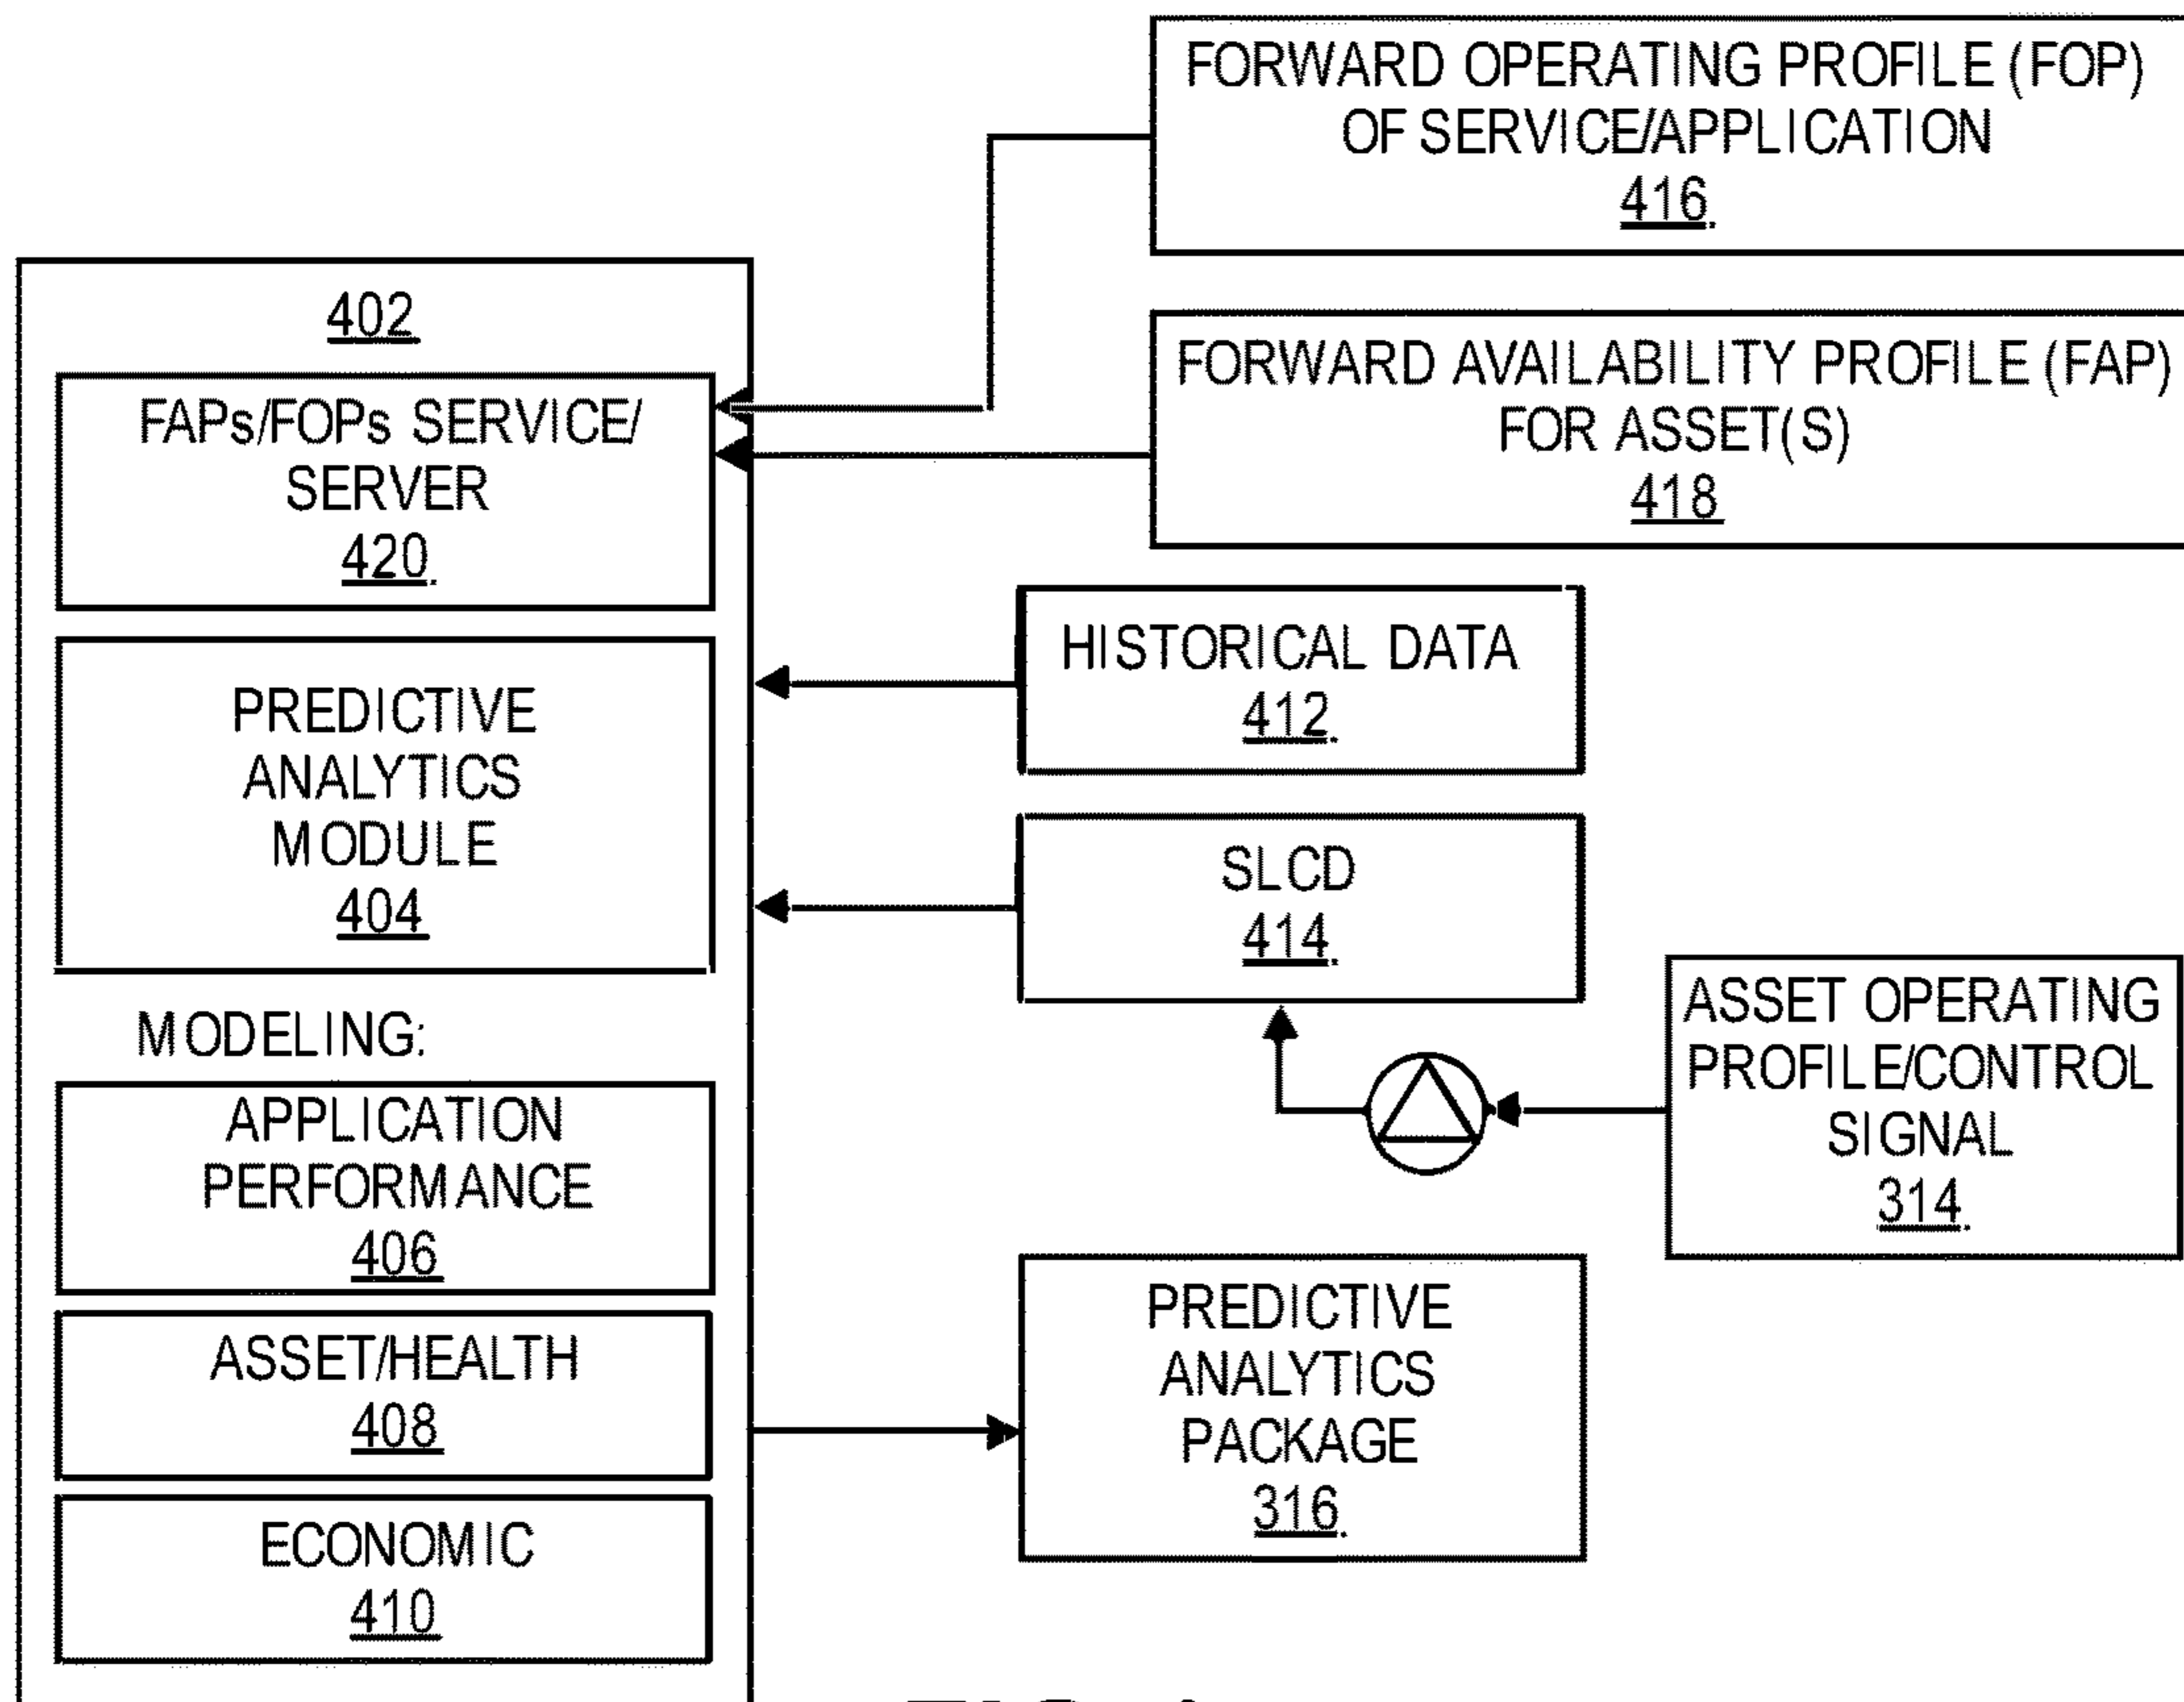 FORWARD OPERATING PROFILE (FOP)
OF SERVICE/APPLICATION
416
402
FORWARD AVAILABILITY PROFILE (FAP)
FOR ASSET(S)
418
FAPs/FOPs SERVICE/
SERVER
420
HISTORICAL DATA
412
PREDICTIVE
ANALYTICS
MODULE
404
SLCD
414
ASSET OPERATING
PROFILE/CONTROL
SIGNAL
314
MODELING:
APPLICATION
PERFORMANCE
406
ASSET/HEALTH
408
PREDICTIVE
ANALYTICS
PACKAGE
316
ECONOMIC
410